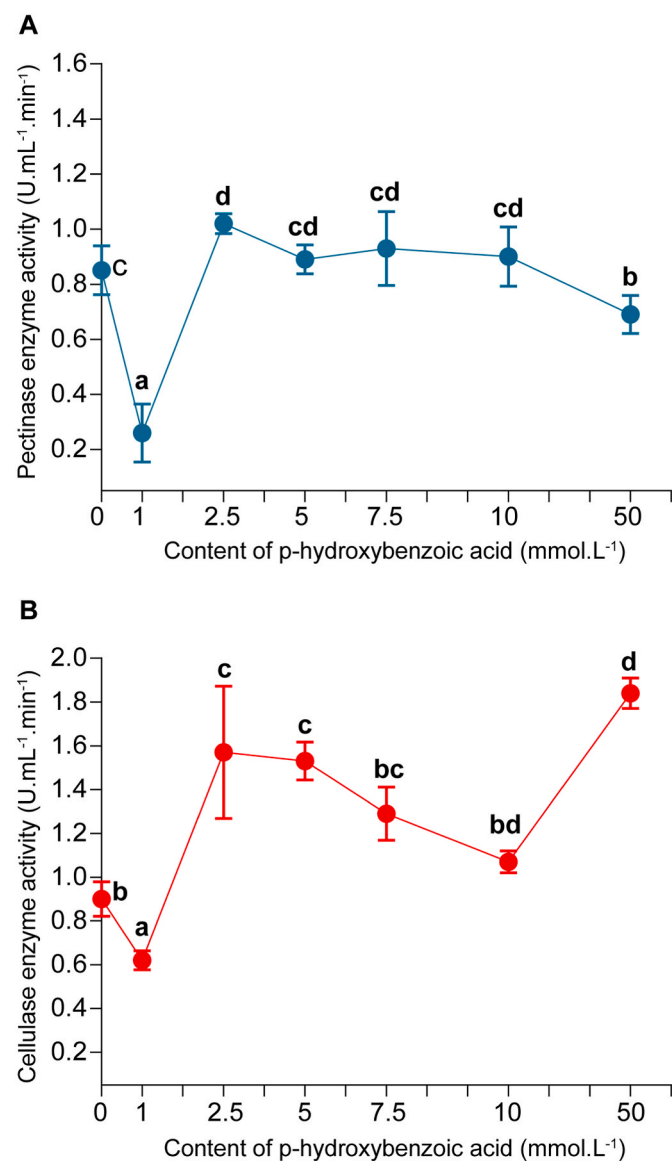 A
Pectinase enzyme activity (U.mL⁻¹.min⁻¹)
1.6
1.4
1.2
1.0
0.8
0.6
0.4
0.2
C
a
d
cd
cd
cd
b
0 1 2.5 5 7.5 10 50
Content of p-hydroxybenzoic acid (mmol.L⁻¹)
B
Cellulase enzyme activity (U.mL⁻¹.min⁻¹)
2.0
1.8
1.6
1.4
1.2
1.0
0.8
0.6
0.4
0.2
b
a
c
c
bc
bd
d
0 1 2.5 5 7.5 10 50
Content of p-hydroxybenzoic acid (mmol.L⁻¹)